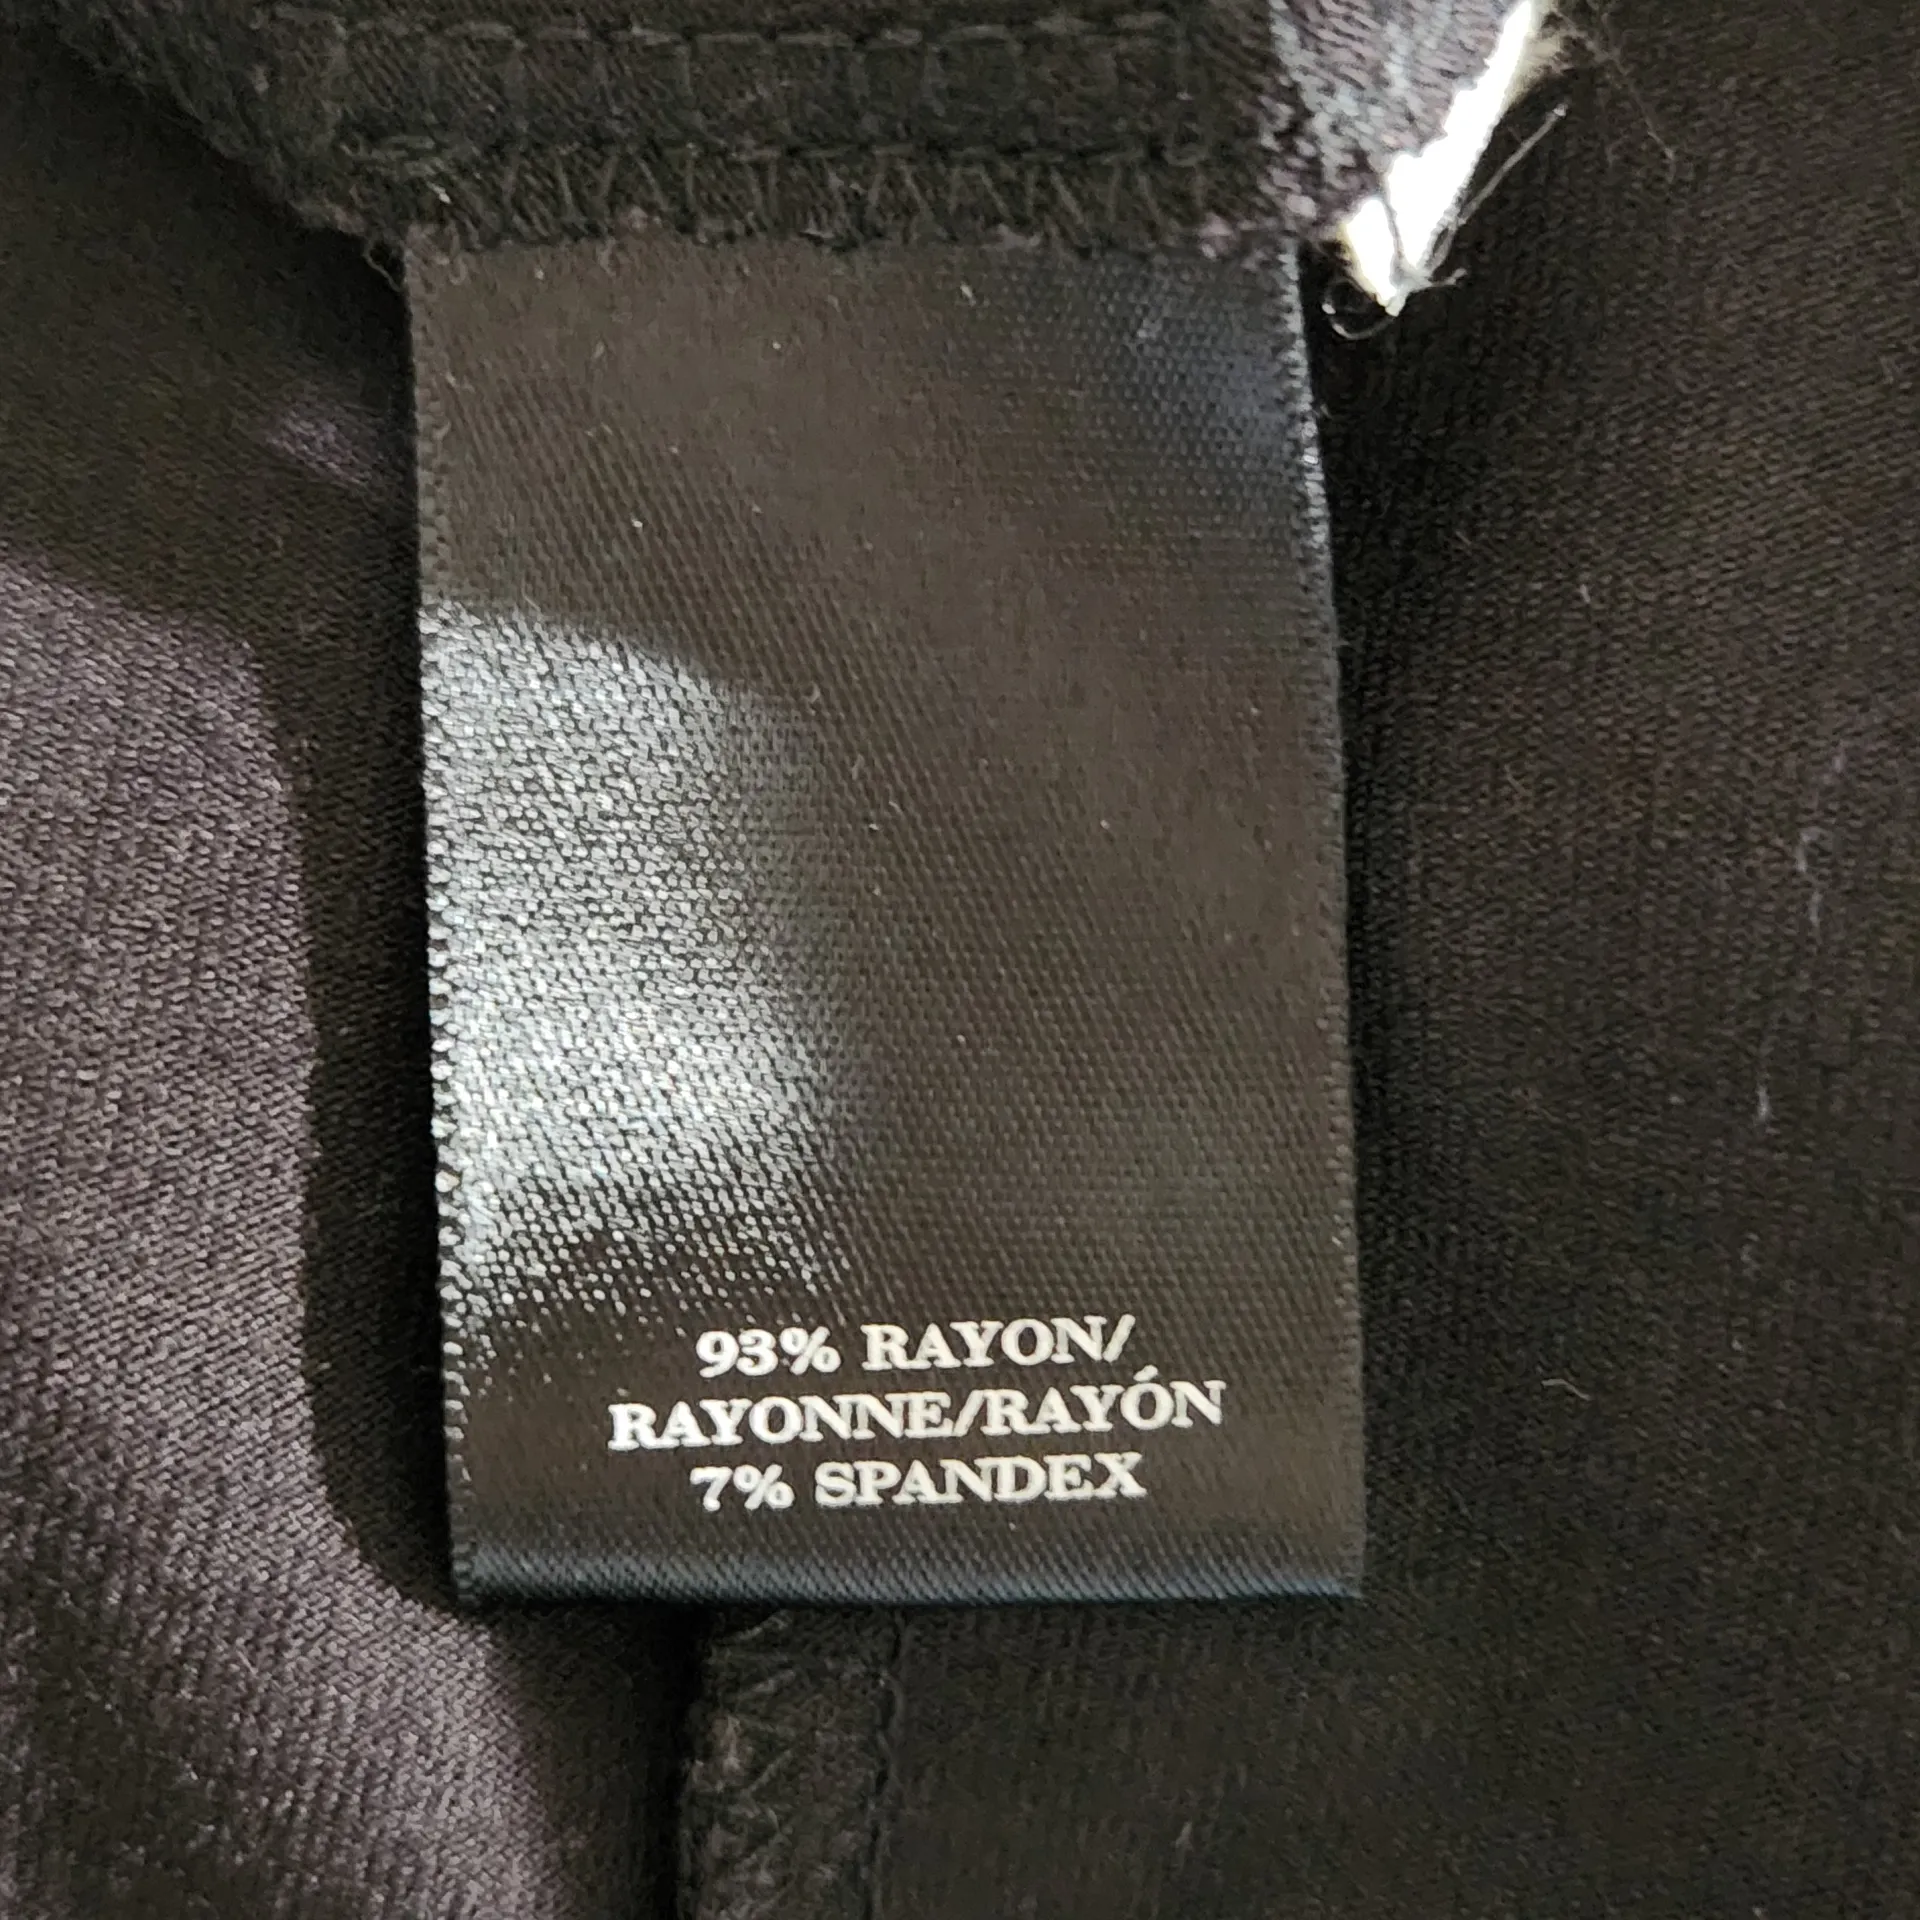 93% RAYON/
RAYONNE/RAYÓN
7% SPANDEX